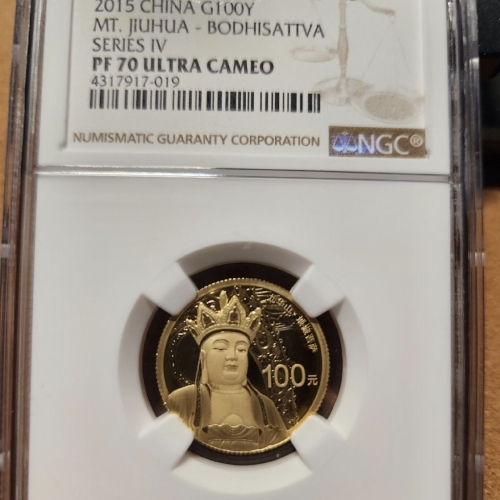 2015 CHINA G100Y
MT. JIUHUA - BODHISATTVA
SERIES IV
PF 70 ULTRA CAMEO
4317917-019
NUMISMATIC GUARANTY CORPORATION
NGC®
100元